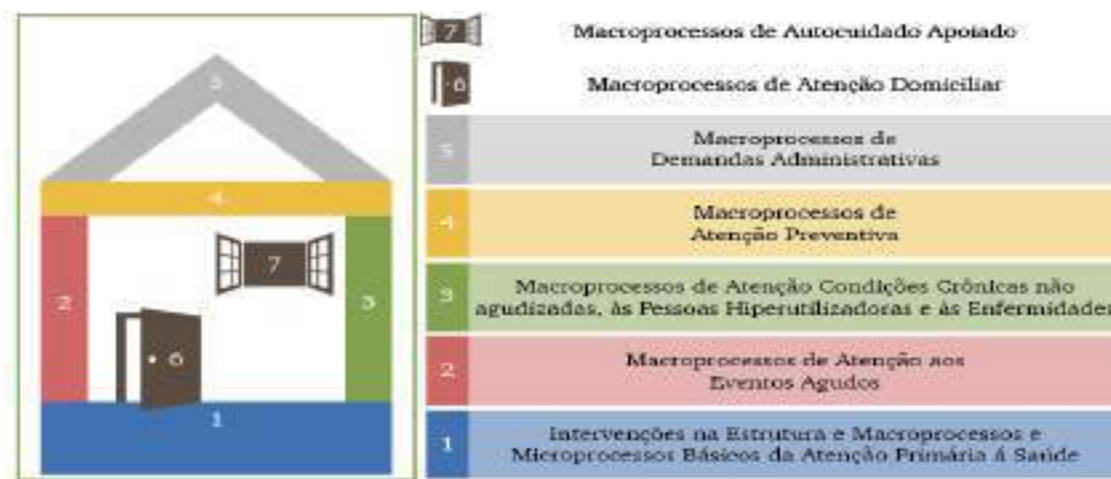 5
4
2
7
3
6
1
7 Macroprocessos de Autocuidado Apoiado
6 Macroprocessos de Atenção Domiciliar
5 Macroprocessos de
Demandas Administrativas
4 Macroprocessos de
Atenção Preventiva
3 Macroprocessos de Atenção Condições Crônicas não
agudizadas, às Pessoas Hiperutilizadoras e às Enfermidades
2 Macroprocessos de Atenção aos
Eventos Agudos
1 Intervenções na Estrutura e Macroprocessos e
Microprocessos Básicos da Atenção Primária á Saúde